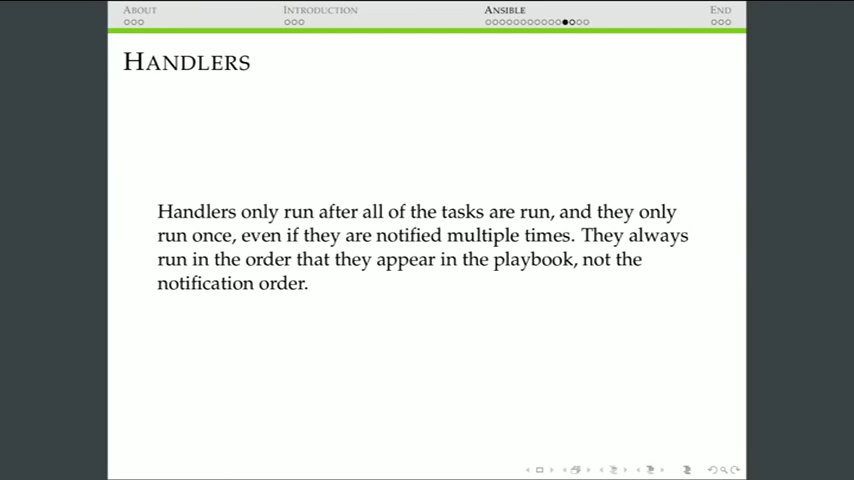 ABOUT INTRODUCTION ANSIBLE END
HANDLERS
Handlers only run after all of the tasks are run, and they only
run once, even if they are notified multiple times. They always
run in the order that they appear in the playbook, not the
notification order.